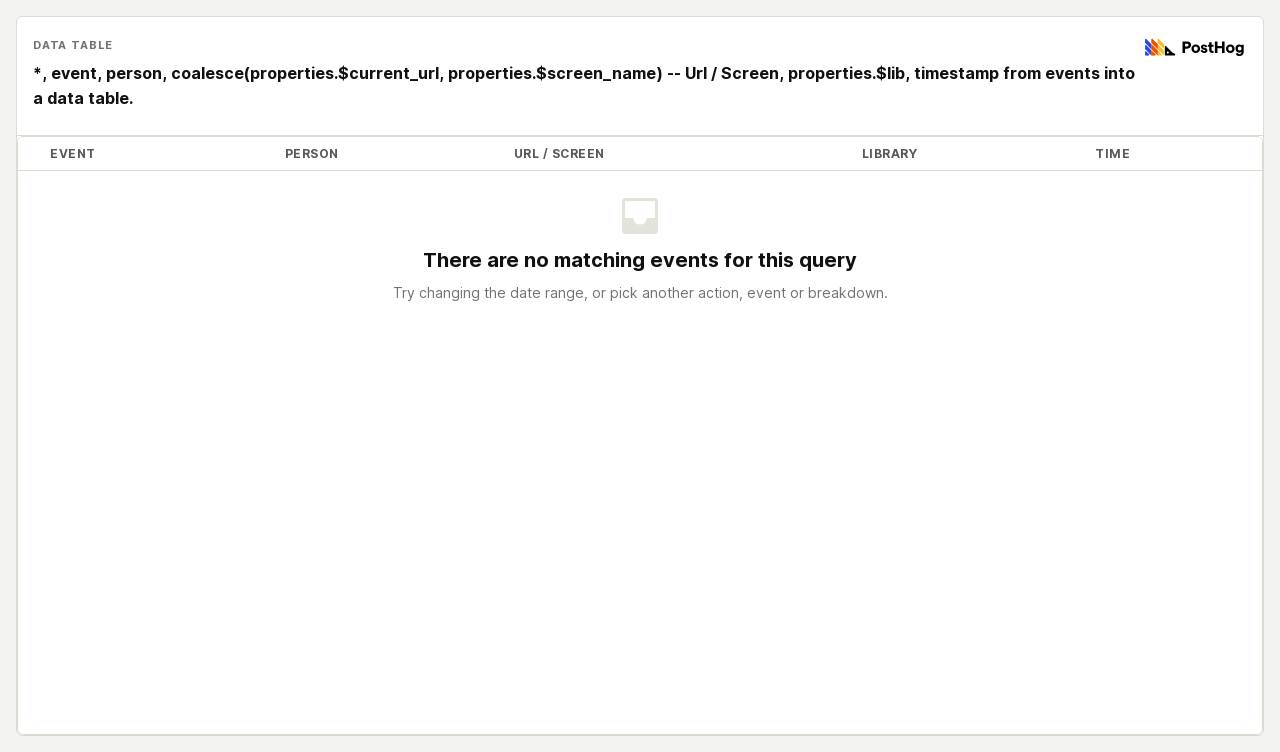 DATA TABLE
PostHog
*, event, person, coalesce(properties.$current_url, properties.$screen_name) -- Url / Screen, properties.$lib, timestamp from events into
a data table.
EVENT PERSON URL / SCREEN LIBRARY TIME
There are no matching events for this query
Try changing the date range, or pick another action, event or breakdown.